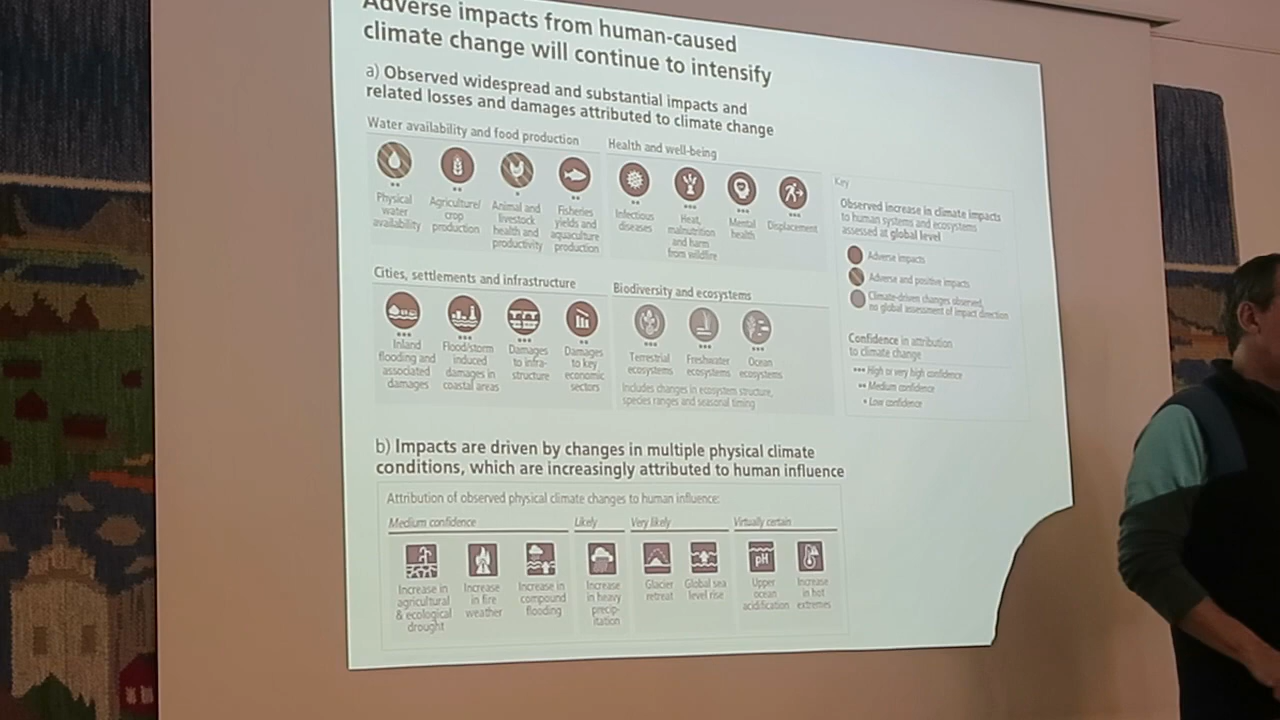 Adverse impacts from human-caused
climate change will continue to intensify
a) Observed widespread and substantial impacts and
related losses and damages attributed to climate change
Water availability and food production
Physical
water
availability
Agriculture/
crop
production
Animal and
livestock
health and
productivity
Fisheries
yields and
aquaculture
production
Health and well-being
Infectious
diseases
Heat,
malnutrition
and harm
from wildfire
Mental
health
Displacement
Cities, settlements and infrastructure
Inland
flooding and
associated
damages
Flood/storm
induced
damages in
coastal areas
Damages
to infra-
structure
Damages
to key
economic
sectors
Biodiversity and ecosystems
Terrestrial
ecosystems
Freshwater
ecosystems
Ocean
ecosystems
Includes changes in ecosystem structure,
species ranges and seasonal timing
Key
Observed increase in climate impacts
to human systems and ecosystems
assessed at global level
Adverse impacts
Adverse and positive impacts
Climate-driven changes observed,
no global assessment of impact direction
Confidence in attribution
to climate change
••• High or very high confidence
•• Medium confidence
• Low confidence
b) Impacts are driven by changes in multiple physical climate
conditions, which are increasingly attributed to human influence
Attribution of observed physical climate changes to human influence:
Medium confidence
Increase in
agricultural
& ecological
drought
Increase
in fire
weather
Increase in
compound
flooding
Likely
Increase
in heavy
precip-
itation
Very likely
Glacier
retreat
Global sea
level rise
Virtually certain
pH
Upper
ocean
acidification
Increase
in hot
extremes